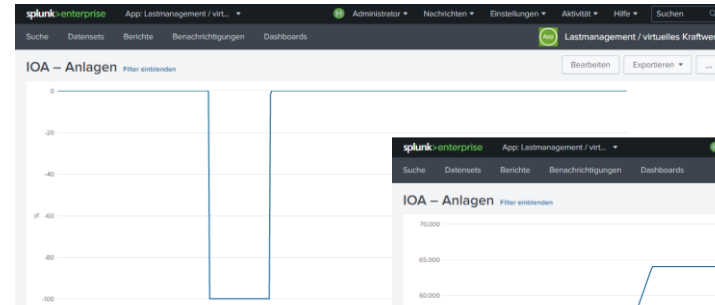 splunk>enterprise App: Lastmanagement / virt... Administrator Nachrichten Einstellungen Aktivität Hilfe Suchen
Suche Datensets Berichte Benachrichtigungen Dashboards App Lastmanagement / virtuelles Kraftwer
IOA – Anlagen Filter einblenden Bearbeiten Exportieren ...
0
-20
-40
-60
-80
-100
splunk>enterprise App: Lastmanagement / virt...
Suche Datensets Berichte Benachrichtigungen Dashboards
IOA – Anlagen Filter einblenden
70.000
65.000
60.000